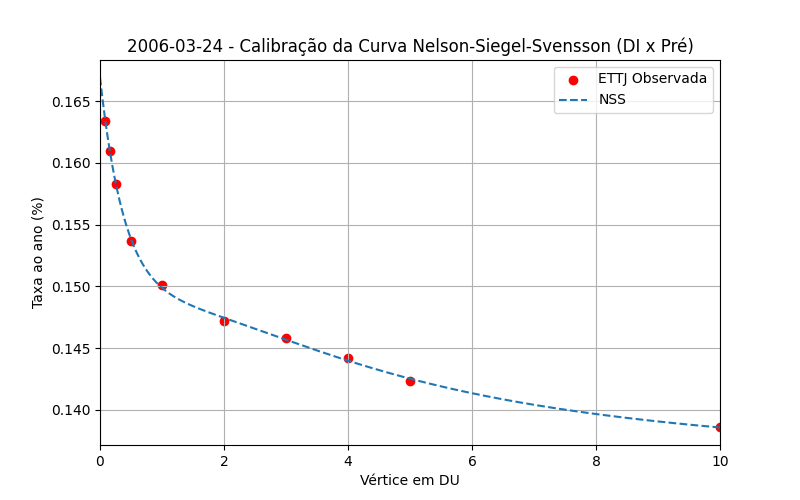 2006-03-24 - Calibração da Curva Nelson-Siegel-Svensson (DI x Pré)
ETTJ Observada
NSS
Taxa ao ano (%)
0.165
0.160
0.155
0.150
0.145
0.140
0 2 4 6 8 10
Vértice em DU